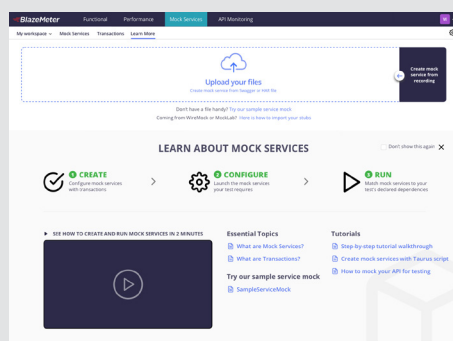 BlazeMeter Functional Performance Mock Services API Monitoring
My workspace Mock Services Transactions Learn More
Upload your files
Create mock service from Swagger or HAR file
Create mock
service from
recording
Don't have a file handy? Try our sample service mock
Coming from WireMock or MockLab? Here is how to import your stubs
LEARN ABOUT MOCK SERVICES
Don't show this again
1 CREATE
Configure mock services
with transactions
2 CONFIGURE
Launch the mock services
your test requires
3 RUN
Match mock services to your
test's declared dependencies
SEE HOW TO CREATE AND RUN MOCK SERVICES IN 2 MINUTES
Essential Topics
What are Mock Services?
What are Transactions?
Try our sample service mock
SampleServiceMock
Tutorials
Step-by-step tutorial walkthrough
Create mock services with Taurus script
How to mock your API for testing